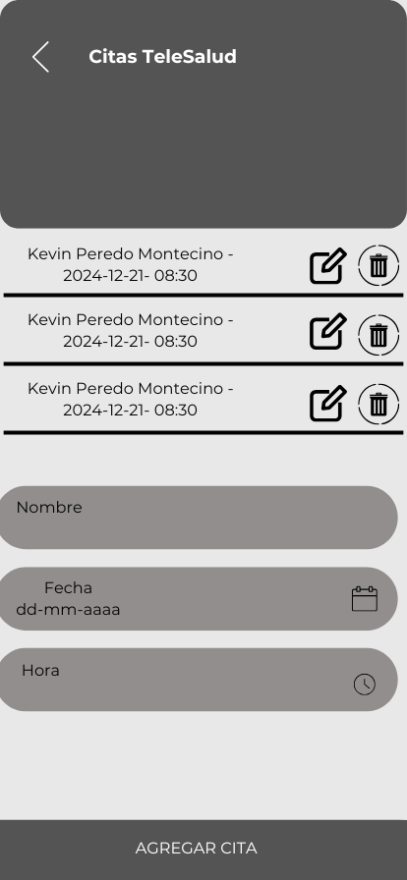 Citas TeleSalud
Kevin Peredo Montecino -
2024-12-21- 08:30
Kevin Peredo Montecino -
2024-12-21- 08:30
Kevin Peredo Montecino -
2024-12-21- 08:30
Nombre
Fecha
dd-mm-aaaa
Hora
AGREGAR CITA